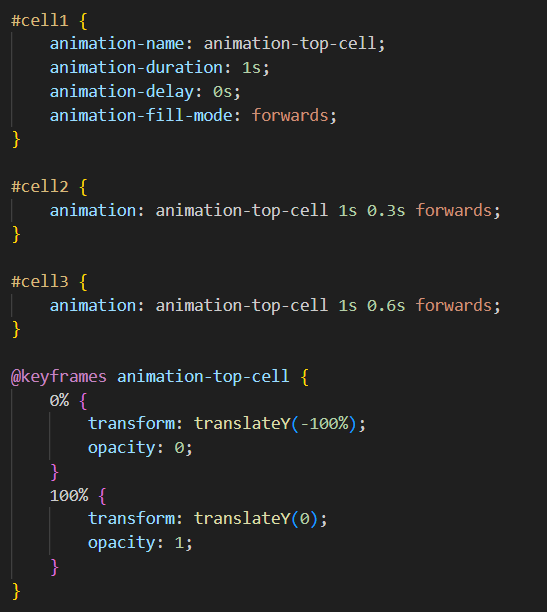 #cell1 {
    animation-name: animation-top-cell;
    animation-duration: 1s;
    animation-delay: 0s;
    animation-fill-mode: forwards;
}

#cell2 {
    animation: animation-top-cell 1s 0.3s forwards;
}

#cell3 {
    animation: animation-top-cell 1s 0.6s forwards;
}

@keyframes animation-top-cell {
    0% {
        transform: translateY(-100%);
        opacity: 0;
    }
    100% {
        transform: translateY(0);
        opacity: 1;
    }
}